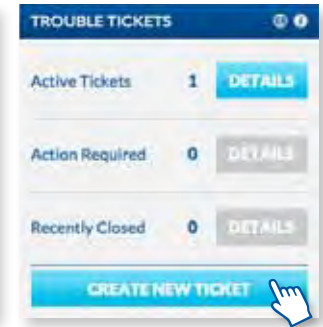 TROUBLE TICKETS
Active Tickets 1 DETAILS
Action Required 0 DETAILS
Recently Closed 0 DETAILS
CREATE NEW TICKET